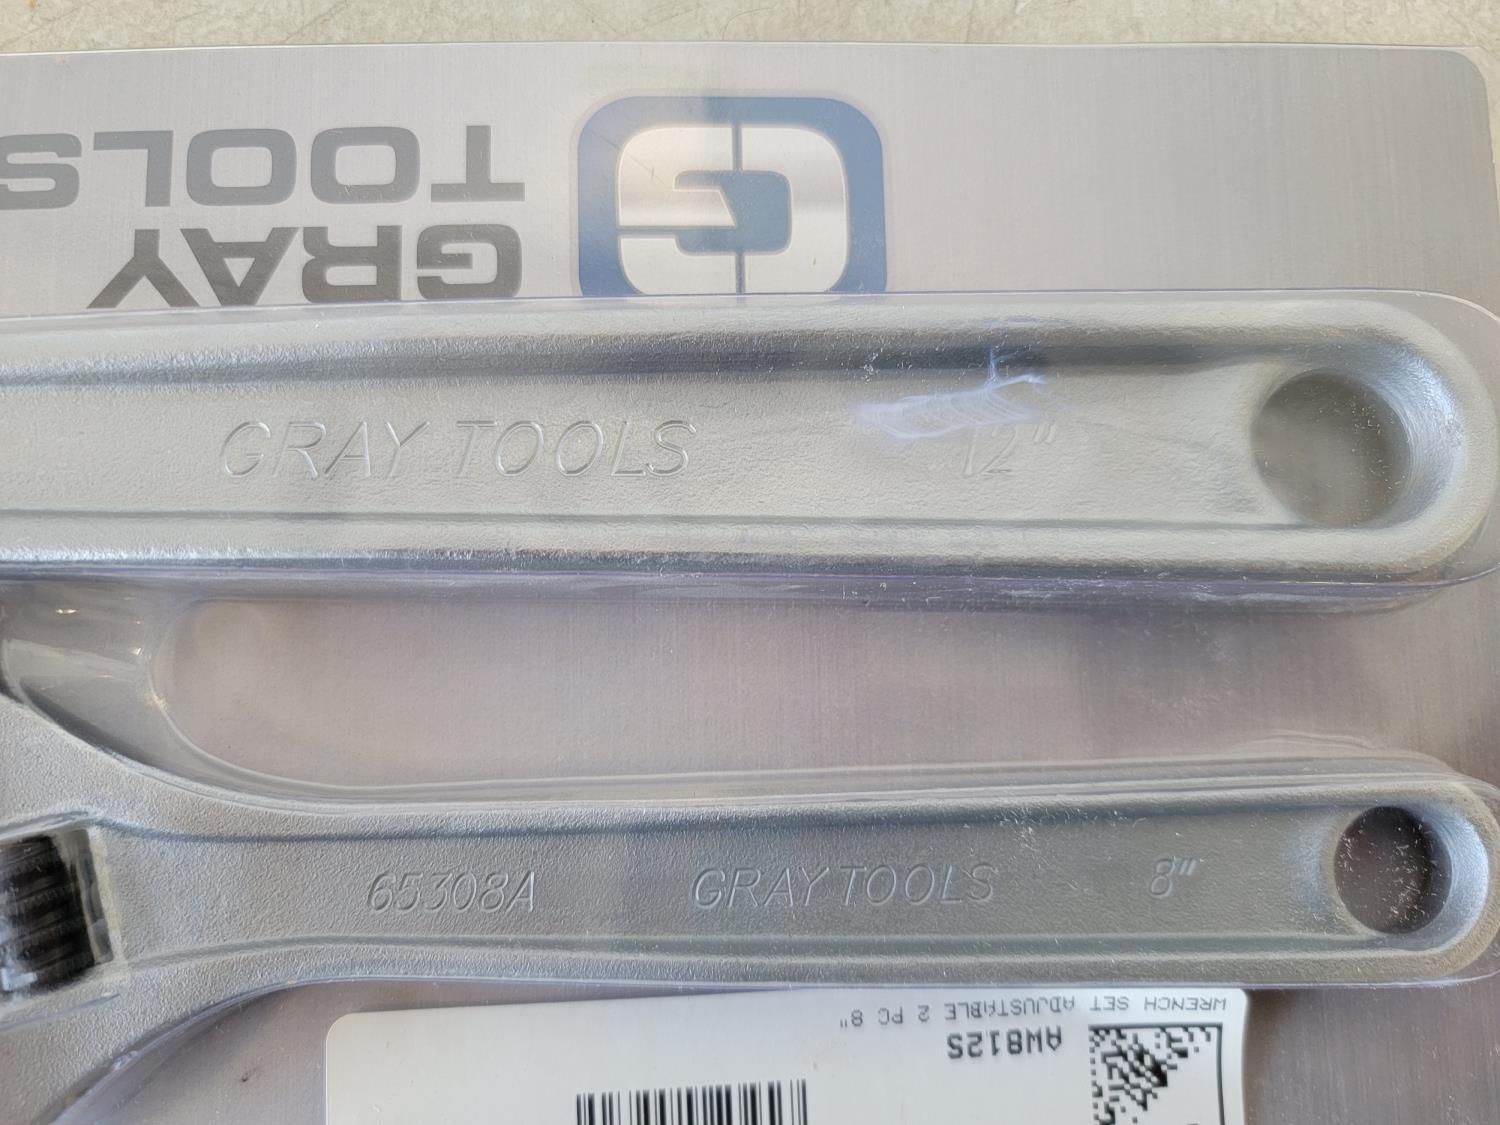 GRAY
TOOLS
GRAY TOOLS 12"
65308A GRAY TOOLS 8"
WRENCH SET ADJUSTABLE 2 PC 8"
AW812S